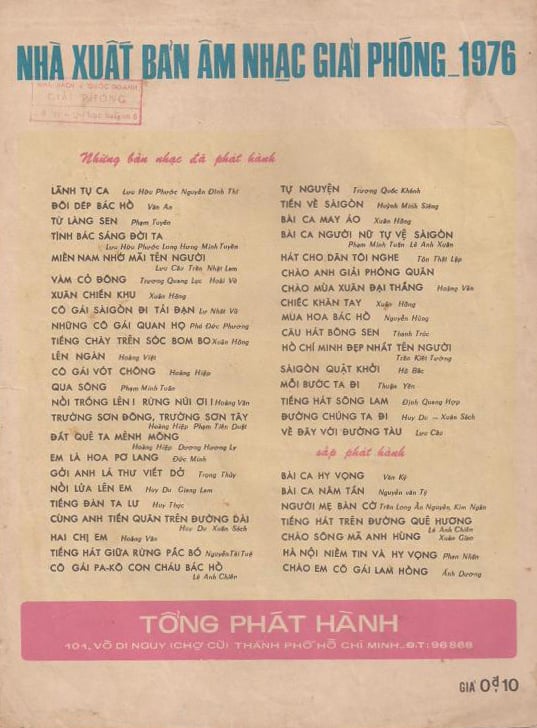 NHÀ XUẤT BẢN ÂM NHẠC GIẢI PHÓNG_1976
GIẢI PHÓNG
Những bản nhạc đã phát hành
LÃNH TỤ CA Lưu Hữu Phước Nguyễn Đình Thi
ĐÔI DÉP BÁC HỒ Văn An
TỪ LÀNG SEN Phạm Tuyên
TỊNH BÁC SÁNG ĐỜI TA
Lưu Hữu Phước Long Hưng Minh Tuyền
MIỀN NAM NHỚ MÃI TÊN NGƯỜI
Lưu Cầu Trần Nhật Lam
VÀM CỎ ĐÔNG Trương Quang Lục Hoài Vũ
XUÂN CHIẾN KHU Xuân Hồng
CÔ GÁI SÀIGÒN ĐI TẢI ĐẠN Lư Nhất Vũ
NHỮNG CÔ GÁI QUAN HỌ Phó Đức Phương
TIẾNG CHÀY TRÊN SÓC BOM BO Xuân Hồng
LÊN NGÀN Hoàng Việt
CÔ GÁI VÓT CHÔNG Hoàng Hiệp
QUA SÔNG Phạm Minh Tuấn
NỔI TRỐNG LÊN! RỪNG NÚI ƠI! Hoàng Vân
TRƯỜNG SƠN ĐÔNG, TRƯỜNG SƠN TÂY
Hoàng Hiệp Phạm Tiến Duật
ĐẤT QUÊ TA MÊNH MÔNG
Hoàng Hiệp Dương Hương Ly
EM LÀ HOA PƠ LANG Đức Minh
GỞI ANH LÁ THƯ VIẾT DỞ Trọng Thủy
NỔI LỬA LÊN EM Huy Du Giang Lam
TIẾNG ĐÀN TA LƯ Huy Thục
CÙNG ANH TIẾN QUÂN TRÊN ĐƯỜNG DÀI
Huy Du Xuân Sách
HAI CHỊ EM Hoàng Vân
TIẾNG HÁT GIỮA RỪNG PẮC BÓ Nguyễn Tài Tuệ
CÔ GÁI PA-KÔ CON CHÁU BÁC HỒ
Lê Anh Chiến
TỰ NGUYỆN Trương Quốc Khánh
TIẾN VỀ SÀIGÒN Huỳnh Minh Siêng
BÀI CA MAY ÁO Xuân Hồng
BÀI CA NGƯỜI NỮ TỰ VỆ SÀIGÒN
Phạm Minh Tuấn Lê Anh Xuân
HÁT CHO DÂN TÔI NGHE Tôn Thất Lập
CHÀO ANH GIẢI PHÓNG QUÂN
CHÀO MÙA XUÂN ĐẠI THẮNG Hoàng Vân
CHIẾC KHĂN TAY Xuân Hồng
MÙA HOA BÁC HỒ Nguyễn Hùng
CÂU HÁT BÔNG SEN Thanh Trúc
HỒ CHÍ MINH ĐẸP NHẤT TÊN NGƯỜI
Trần Kiết Tường
SÀIGÒN QUẬT KHỞI Hồ Bắc
MỖI BƯỚC TA ĐI Thuận Yến
TIẾNG HÁT SÔNG LAM Đinh Quang Hợp
ĐƯỜNG CHÚNG TA ĐI Huy Du - Xuân Sách
VỀ ĐÂY VỚI ĐƯỜNG TÀU Lưu Cầu
sắp phát hành
BÀI CA HY VỌNG Văn Ký
BÀI CA NĂM TẤN Nguyễn văn Tý
NGƯỜI MẸ BÀN CỜ Trần Long Ẩn Nguyễn, Kim Ngân
TIẾNG HÁT TRÊN ĐƯỜNG QUÊ HƯƠNG
Lê Anh Chiến
CHÀO SÔNG MÃ ANH HÙNG Xuân Giao
HÀ NỘI NIỀM TIN VÀ HY VỌNG Phan Nhân
CHÀO EM CÔ GÁI LAM HỒNG Ánh Dương
TỔNG PHÁT HÀNH
101, VÕ DI NGUY (CHỢ CŨ) THÀNH PHỐ HỒ CHÍ MINH_ĐT: 96868
GIÁ 0đ,10